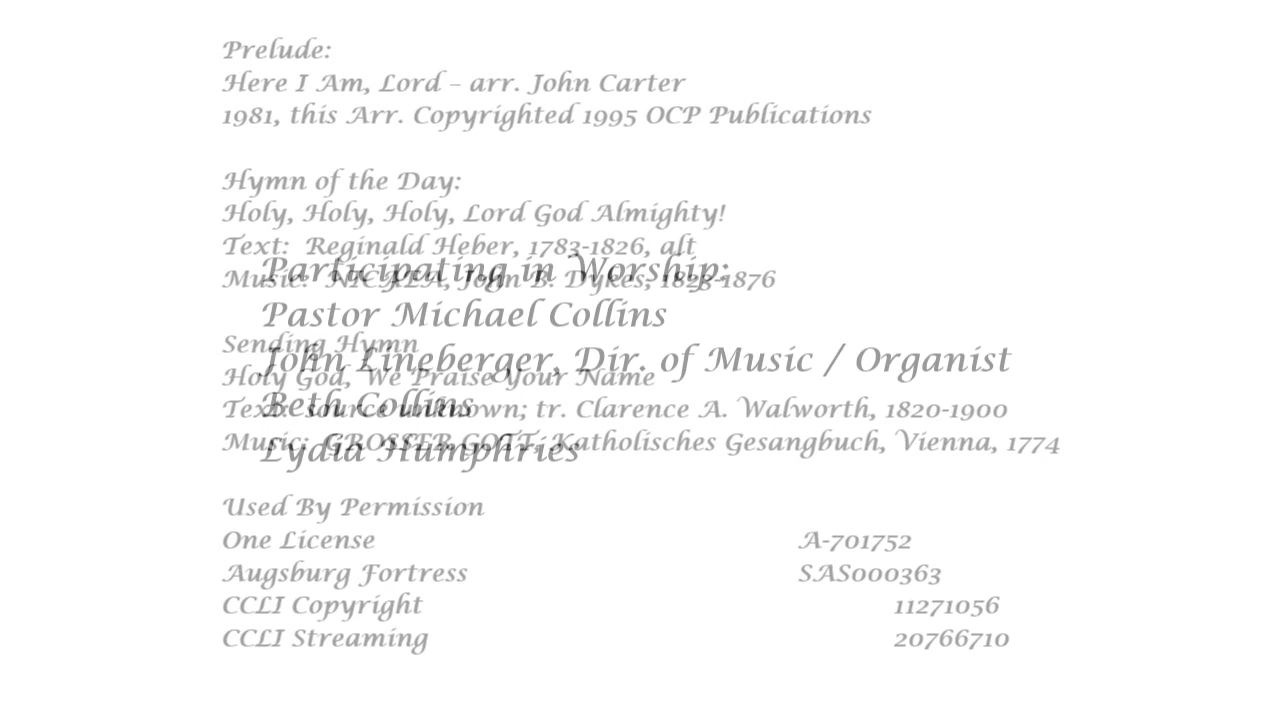 Prelude:
Here I Am, Lord – arr. John Carter
1981, this Arr. Copyrighted 1995 OCP Publications
Hymn of the Day:
Holy, Holy, Holy, Lord God Almighty!
Text:  Reginald Heber, 1783-1826, alt
Music:  NICAEA, John B. Dykes, 1823-1876
Participating in Worship:
Pastor Michael Collins
John Lineberger, Dir. of Music / Organist
Beth Collins
Lydia Humphries
Sending Hymn
Holy God, We Praise Your Name
Text:  source unknown; tr. Clarence A. Walworth, 1820-1900
Music:  GROSSER GOTT, Katholisches Gesangbuch, Vienna, 1774
Used By Permission
One License A-701752
Augsburg Fortress SAS000363
CCLI Copyright 11271056
CCLI Streaming 20766710